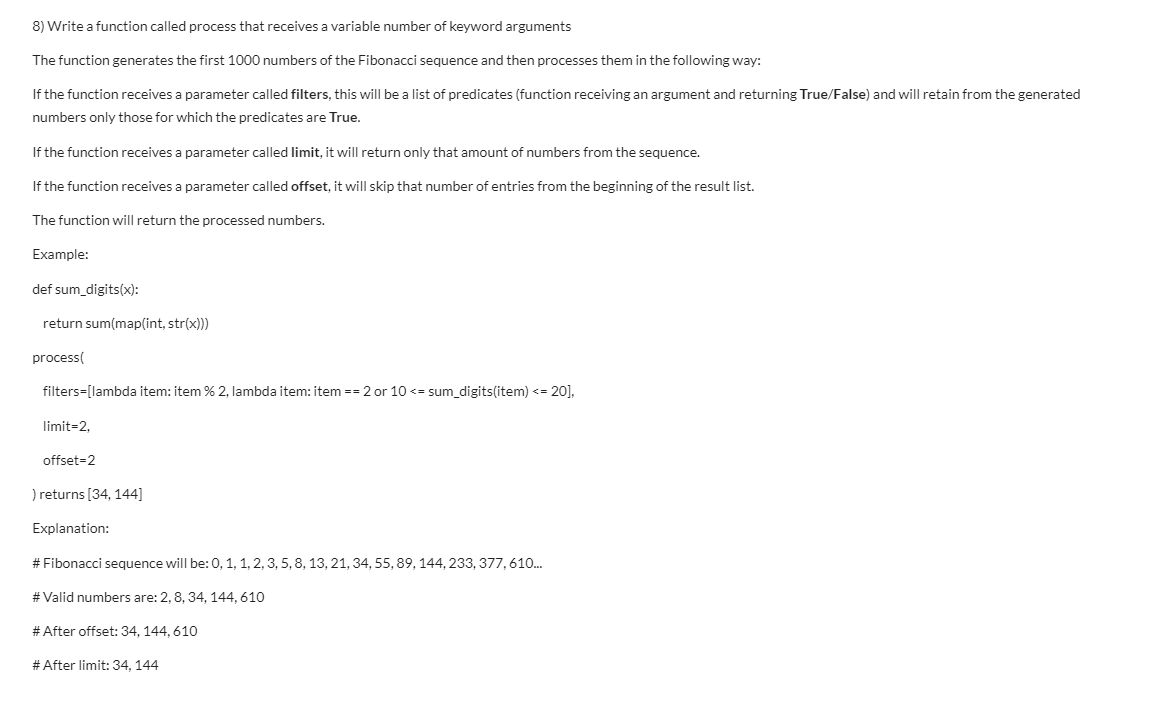 8) Write a function called process that receives a variable number of keyword arguments
The function generates the first 1000 numbers of the Fibonacci sequence and then processes them in the following way:
If the function receives a parameter called filters, this will be a list of predicates (function receiving an argument and returning True/False) and will retain from the generated
numbers only those for which the predicates are True.
If the function receives a parameter called limit, it will return only that amount of numbers from the sequence.
If the function receives a parameter called offset, it will skip that number of entries from the beginning of the result list.
The function will return the processed numbers.
Example:
def sum_digits(x):
return sum(map(int, str(x)))
process(
filters=[lambda item: item % 2, lambda item: item == 2 or 10 <= sum_digits(item) <= 20],
limit=2,
offset=2
) returns [34, 144]
Explanation:
# Fibonacci sequence will be: 0, 1, 1, 2, 3, 5, 8, 13, 21, 34, 55, 89, 144, 233, 377, 610...
# Valid numbers are: 2, 8, 34, 144, 610
# After offset: 34, 144, 610
# After limit: 34, 144